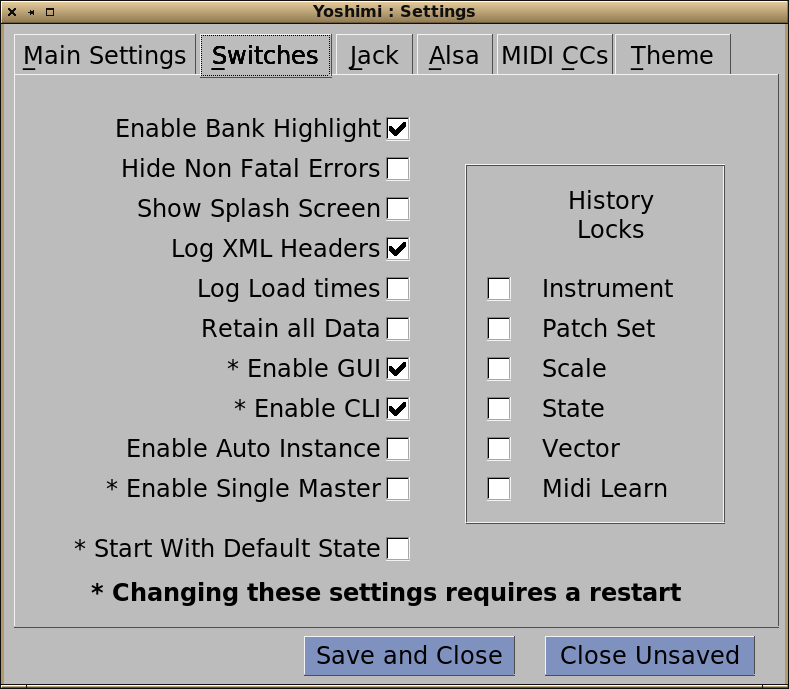 Yoshimi : Settings
Main Settings Switches Jack Alsa MIDI CCs Theme
Enable Bank Highlight
Hide Non Fatal Errors
Show Splash Screen
Log XML Headers
Log Load times
Retain all Data
* Enable GUI
* Enable CLI
Enable Auto Instance
* Enable Single Master
* Start With Default State
History
Locks
Instrument
Patch Set
Scale
State
Vector
Midi Learn
* Changing these settings requires a restart
Save and Close Close Unsaved